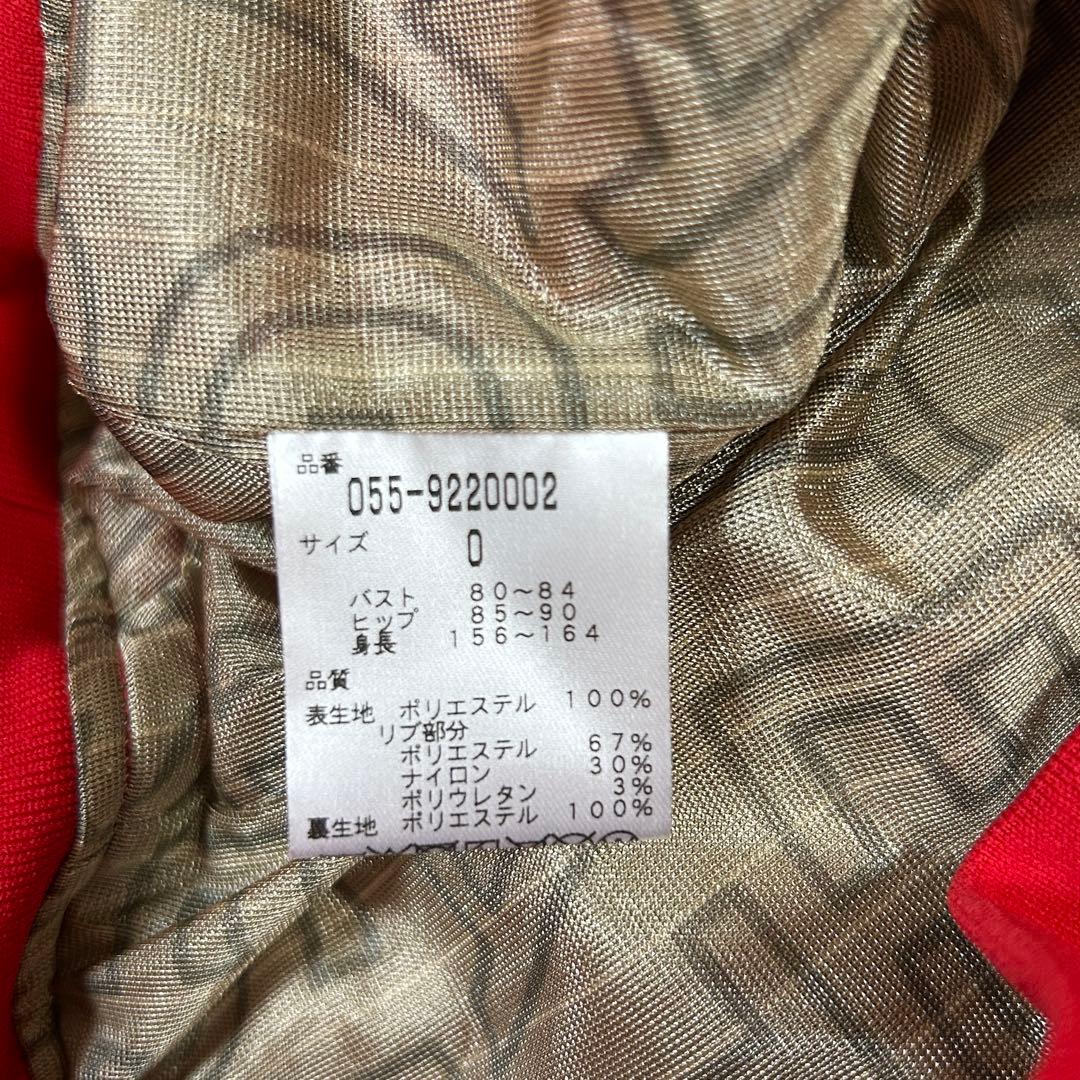 品番
055-9220002
サイズ 0
バスト 80～84
ヒップ 85～90
身長 156～164
品質
表生地 ポリエステル 100%
リブ部分
ポリエステル 67%
ナイロン 30%
ポリウレタン 3%
裏生地 ポリエステル 100%